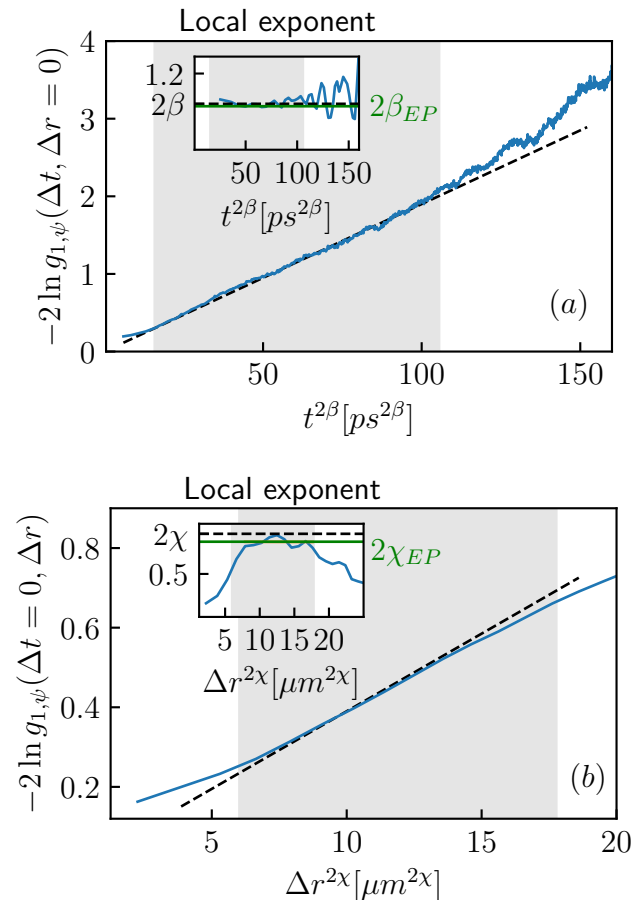 Local exponent
−2 ln g₁,ψ(Δt, Δr = 0)
4
3
2
1
0
1.2
2β
2β_EP
50 100 150
t^{2β}[ps^{2β}]
(a)
50 100 150
t^{2β}[ps^{2β}]
Local exponent
−2 ln g₁,ψ(Δt = 0, Δr)
0.8
0.6
0.4
0.2
2χ
0.5
2χ_EP
5 10 15 20
Δr^{2χ}[μm^{2χ}]
(b)
5 10 15 20
Δr^{2χ}[μm^{2χ}]